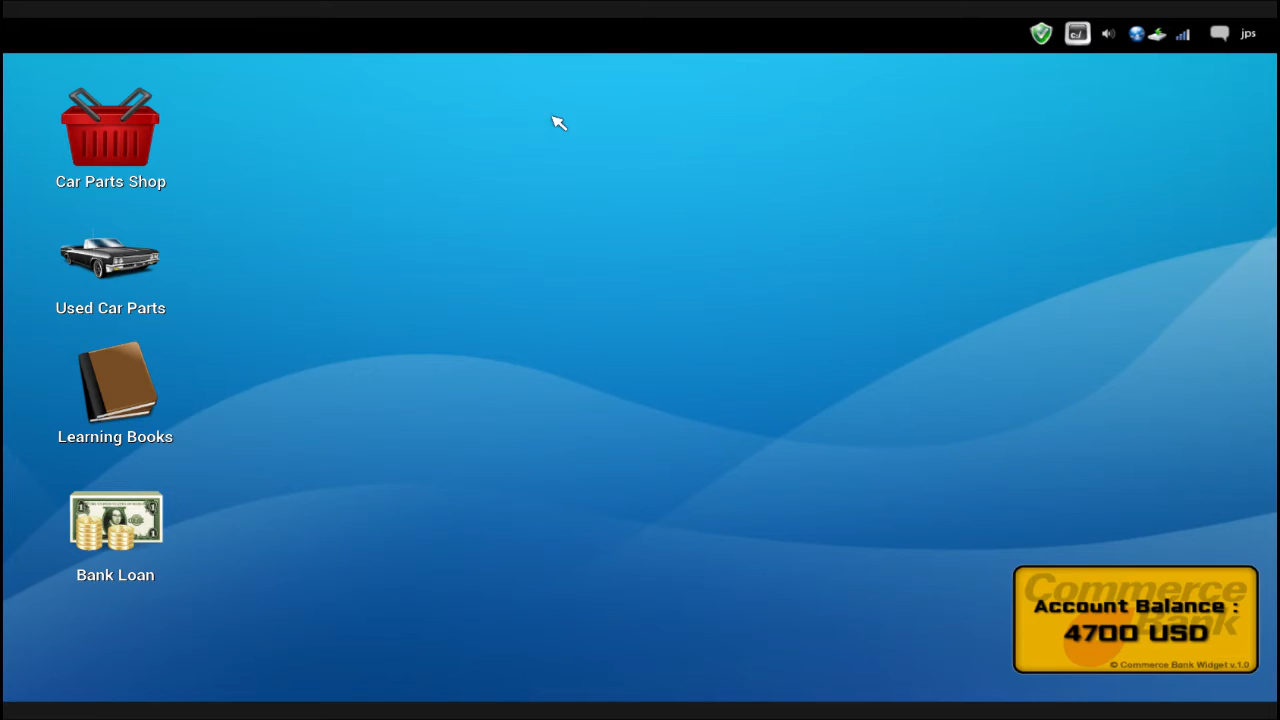 c:/
jps
Car Parts Shop
Used Car Parts
Learning Books
Bank Loan
Commerce
Bank
Account Balance :
4700 USD
© Commerce Bank Widget v.1.0